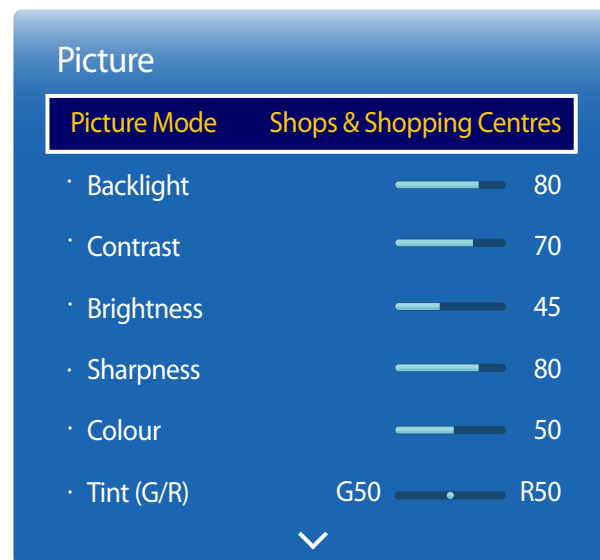 Picture
Picture Mode Shops & Shopping Centres
· Backlight 80
· Contrast 70
· Brightness 45
· Sharpness 80
· Colour 50
· Tint (G/R) G50 R50